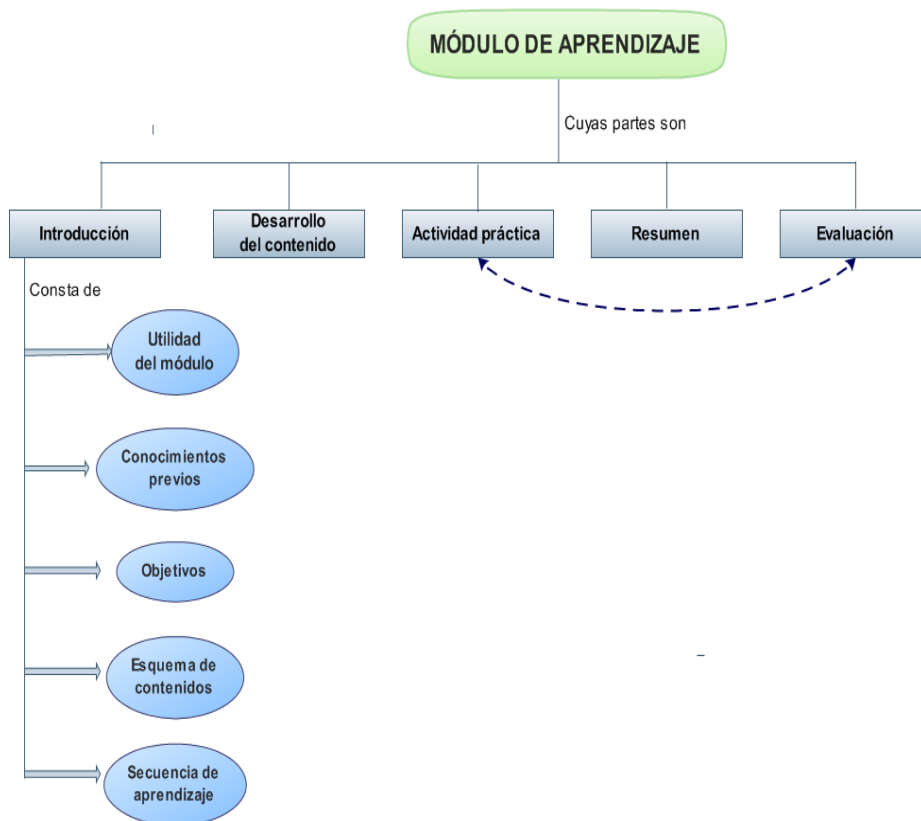 MÓDULO DE APRENDIZAJE
Cuyas partes son
Introducción
Desarrollo
del contenido
Actividad práctica
Resumen
Evaluación
Consta de
Utilidad
del módulo
Conocimientos
previos
Objetivos
Esquema de
contenidos
Secuencia de
aprendizaje